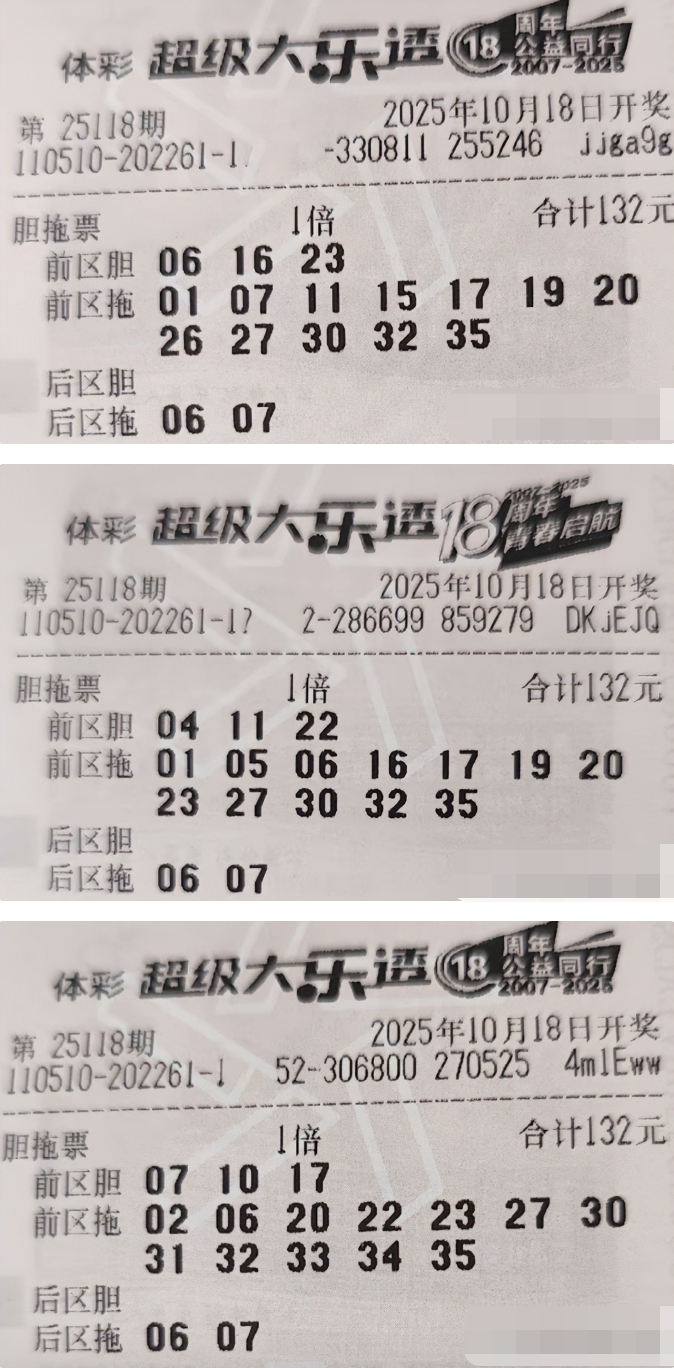 体彩 超级大乐透 18 周年 公益同行 2007-2025
第 25118期 2025年10月18日开奖
110510-202261-1 -330811 255246 jjga9g
胆拖票 1倍 合计132元
前区胆 06 16 23
前区拖 01 07 11 15 17 19 20
26 27 30 32 35
后区胆
后区拖 06 07
体彩 超级大乐透 18 2007-2025 周年 青春启航
第 25118期 2025年10月18日开奖
110510-202261-1 2-286699 859279 DKjEJQ
胆拖票 1倍 合计132元
前区胆 04 11 22
前区拖 01 05 06 16 17 19 20
23 27 30 32 35
后区胆
后区拖 06 07
体彩 超级大乐透 18 周年 公益同行 2007-2025
第 25118期 2025年10月18日开奖
110510-202261-1 52-306800 270525 4mlEww
胆拖票 1倍 合计132元
前区胆 07 10 17
前区拖 02 06 20 22 23 27 30
31 32 33 34 35
后区胆
后区拖 06 07